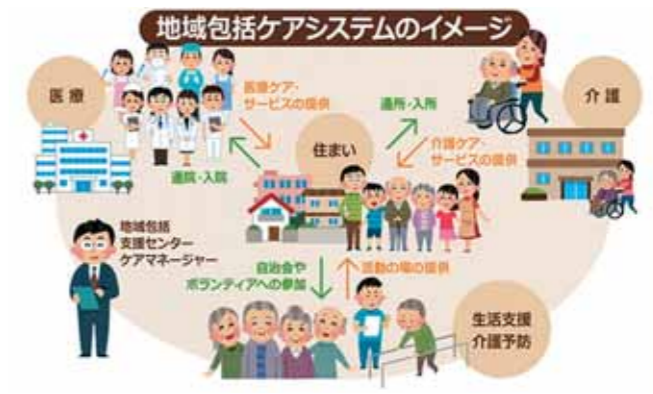 地域包括ケアシステムのイメージ
医療
医療ケア・
サービスの提供
通所・入所
介護
住まい
介護ケア・
サービスの提供
通院・入院
地域包括
支援センター
ケアマネージャー
自治会や
ボランティアへの参加
活動の場の提供
生活支援
介護予防